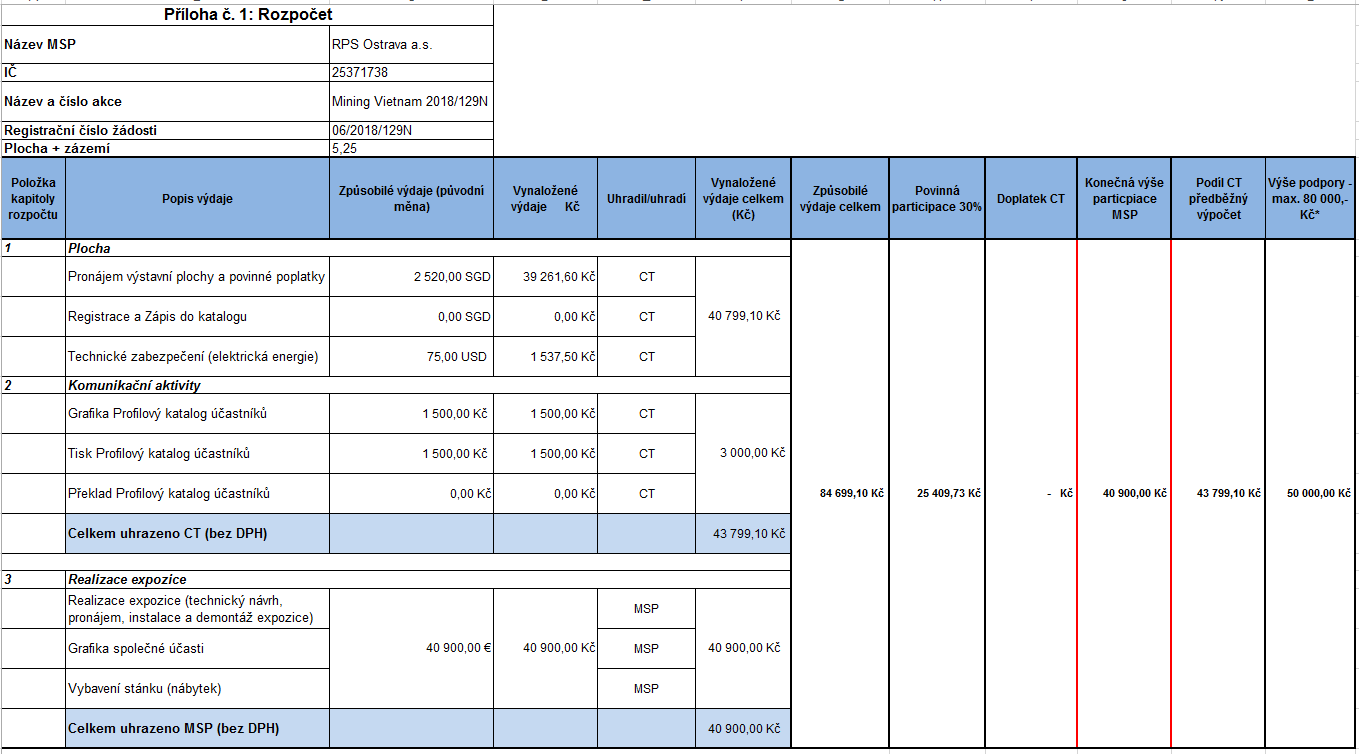 Příloha č. 1: Rozpočet
Název MSP RPS Ostrava a.s.
IČ 25371738
Název a číslo akce Mining Vietnam 2018/129N
Registrační číslo žádosti 06/2018/129N
Plocha + zázemí 5,25
Položka kapitoly rozpočtu Popis výdaje Způsobilé výdaje (původní měna) Vynaložené výdaje Kč Uhradil/uhradí Vynaložené výdaje celkem (Kč) Způsobilé výdaje celkem Povinná participace 30% Doplatek CT Konečná výše particpiace MSP Podíl CT předběžný výpočet Výše podpory - max. 80 000,- Kč*
1 Plocha
Pronájem výstavní plochy a povinné poplatky 2 520,00 SGD 39 261,60 Kč CT
Registrace a Zápis do katalogu 0,00 SGD 0,00 Kč CT 40 799,10 Kč
Technické zabezpečení (elektrická energie) 75,00 USD 1 537,50 Kč CT
2 Komunikační aktivity
Grafika Profilový katalog účastníků 1 500,00 Kč 1 500,00 Kč CT
Tisk Profilový katalog účastníků 1 500,00 Kč 1 500,00 Kč CT 3 000,00 Kč
Překlad Profilový katalog účastníků 0,00 Kč 0,00 Kč CT 84 699,10 Kč 25 409,73 Kč - Kč 40 900,00 Kč 43 799,10 Kč 50 000,00 Kč
Celkem uhrazeno CT (bez DPH) 43 799,10 Kč
3 Realizace expozice
Realizace expozice (technický návrh,
pronájem, instalace a demontáž expozice) MSP
Grafika společné účasti 40 900,00 € 40 900,00 Kč MSP 40 900,00 Kč
Vybavení stánku (nábytek) MSP
Celkem uhrazeno MSP (bez DPH) 40 900,00 Kč